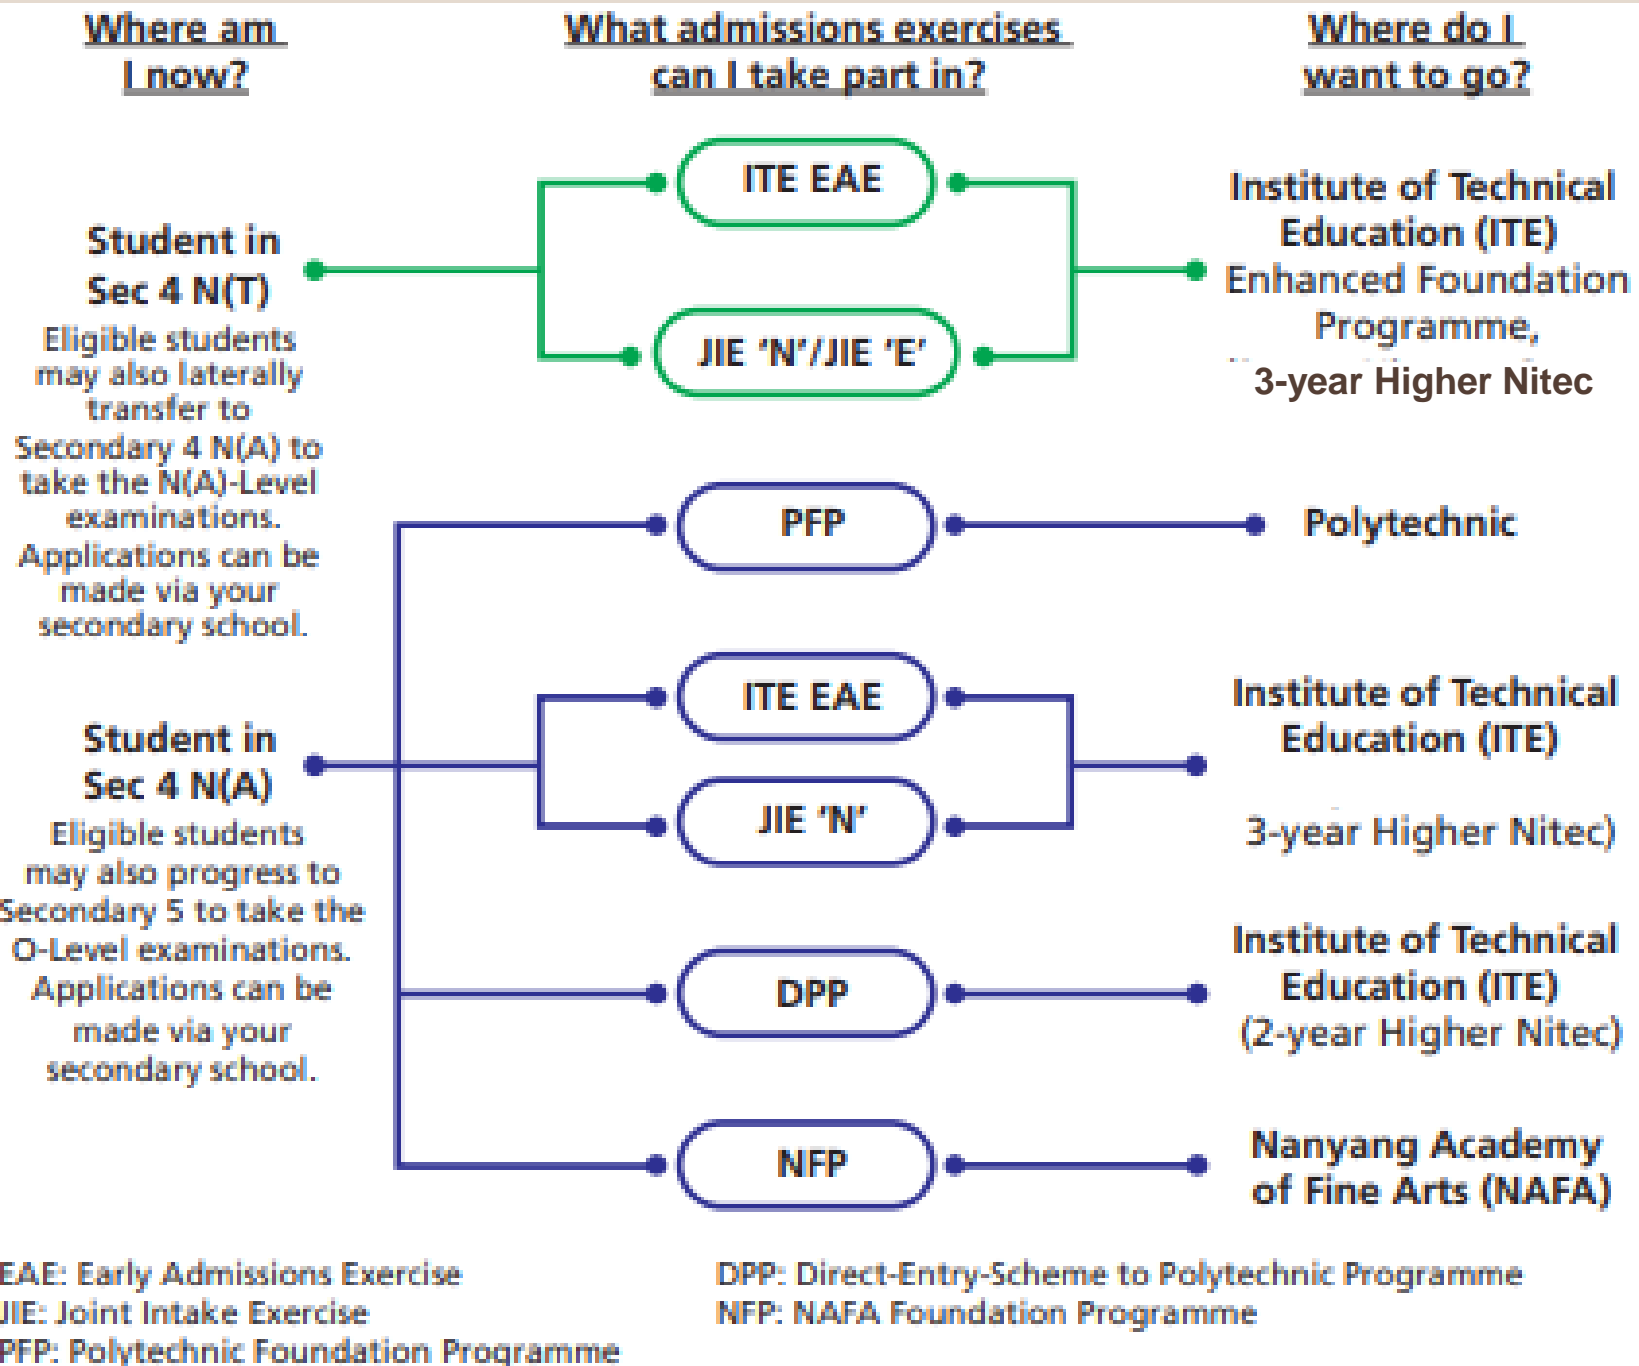 Where am
I now?
What admissions exercises
can I take part in?
Where do I
want to go?
Student in
Sec 4 N(T)
Eligible students
may also laterally
transfer to
Secondary 4 N(A) to
take the N(A)-Level
examinations.
Applications can be
made via your
secondary school.
ITE EAE
JIE ‘N’/JIE ‘E’
Institute of Technical
Education (ITE)
Enhanced Foundation
Programme,
3-year Higher Nitec
Student in
Sec 4 N(A)
Eligible students
may also progress to
Secondary 5 to take the
O-Level examinations.
Applications can be
made via your
secondary school.
PFP
Polytechnic
ITE EAE
JIE ‘N’
Institute of Technical
Education (ITE)
3-year Higher Nitec)
DPP
Institute of Technical
Education (ITE)
(2-year Higher Nitec)
NFP
Nanyang Academy
of Fine Arts (NAFA)
EAE: Early Admissions Exercise
JIE: Joint Intake Exercise
PFP: Polytechnic Foundation Programme
DPP: Direct-Entry-Scheme to Polytechnic Programme
NFP: NAFA Foundation Programme